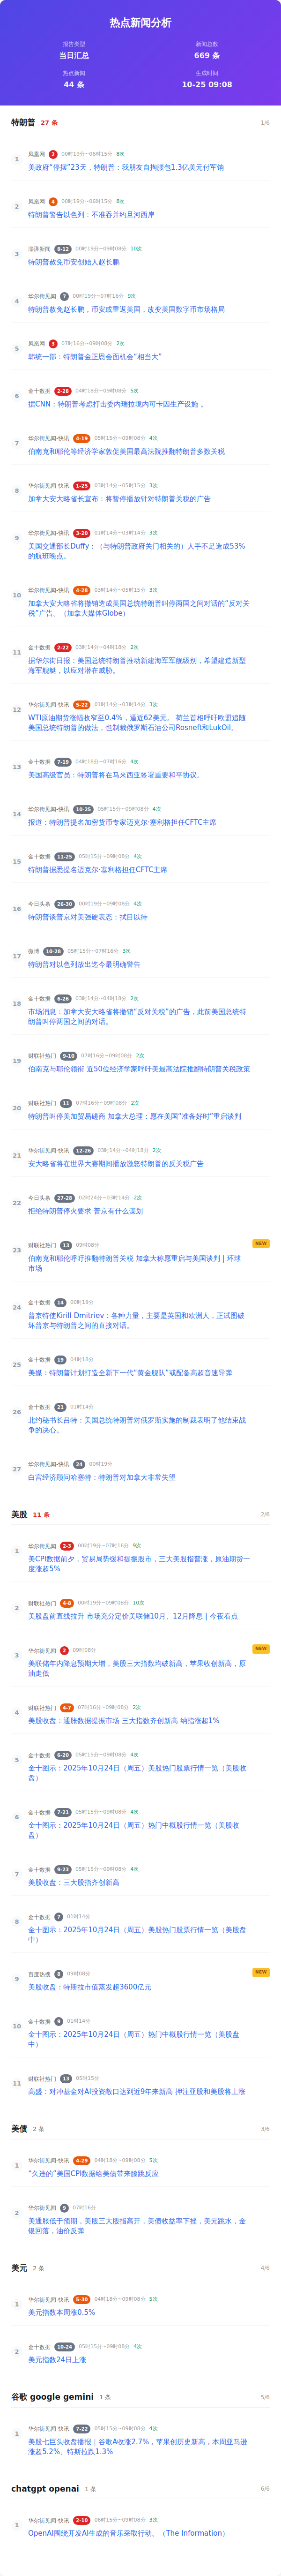 热点新闻分析
报告类型
新闻总数
当日汇总
669 条
热点新闻
生成时间
44 条
10-25 09:08
特朗普 27 条 1/6
1 凤凰网 2 00时19分~06时15分 8次
美政府“停摆”23天，特朗普：我朋友自掏腰包1.3亿美元付军饷
2 凤凰网 4 00时19分~06时15分 8次
特朗普警告以色列：不准吞并约旦河西岸
3 澎湃新闻 8-12 00时19分~09时08分 10次
特朗普赦免币安创始人赵长鹏
4 华尔街见闻 7 00时19分~07时16分 9次
特朗普赦免赵长鹏，币安或重返美国，改变美国数字币市场格局
5 凤凰网 3 07时16分~09时08分 2次
韩统一部：特朗普金正恩会面机会“相当大”
6 金十数据 2-28 04时18分~09时08分 5次
据CNN：特朗普考虑打击委内瑞拉境内可卡因生产设施 。
7 华尔街见闻-快讯 4-19 05时15分~09时08分 4次
伯南克和耶伦等经济学家敦促美国最高法院推翻特朗普多数关税
8 华尔街见闻-快讯 1-25 03时14分~05时15分 3次
加拿大安大略省长宣布：将暂停播放针对特朗普关税的广告
9 华尔街见闻-快讯 3-20 01时14分~03时14分 3次
美国交通部长Duffy：（与特朗普政府关门相关的）人手不足造成53%
的航班晚点。
10 华尔街见闻-快讯 4-28 03时14分~05时15分 3次
加拿大安大略省将撤销造成美国总统特朗普叫停两国之间对话的“反对关
税”广告。（加拿大媒体Globe）
11 金十数据 2-22 03时14分~04时18分 2次
据华尔街日报：美国总统特朗普推动新建海军军舰级别，希望建造新型
海军舰艇，以应对潜在威胁。
12 华尔街见闻-快讯 5-22 01时14分~03时14分 3次
WTI原油期货涨幅收窄至0.4%，逼近62美元。 荷兰首相呼吁欧盟追随
美国总统特朗普的做法，也制裁俄罗斯石油公司Rosneft和LukOil。
13 金十数据 7-19 04时18分~07时16分 4次
美国高级官员：特朗普将在马来西亚签署重要和平协议。
14 华尔街见闻-快讯 10-25 05时15分~09时08分 4次
报道：特朗普提名加密货币专家迈克尔·塞利格担任CFTC主席
15 金十数据 11-25 05时15分~09时08分 4次
特朗普据悉提名迈克尔·塞利格担任CFTC主席
16 今日头条 26-30 00时19分~09时08分 4次
特朗普谈普京对美强硬表态：拭目以待
17 微博 10-28 05时15分~07时16分 3次
特朗普对以色列放出迄今最明确警告
18 金十数据 6-26 03时14分~04时18分 2次
市场消息：加拿大安大略省将撤销“反对关税”的广告，此前美国总统特
朗普叫停两国之间的对话。
19 财联社热门 9-10 07时16分~09时08分 2次
伯南克与耶伦领衔 近50位经济学家呼吁美最高法院推翻特朗普关税政策
20 财联社热门 11 07时16分~09时08分 2次
特朗普叫停美加贸易磋商 加拿大总理：愿在美国“准备好时”重启谈判
21 华尔街见闻-快讯 12-26 03时14分~04时18分 2次
安大略省将在世界大赛期间播放激怒特朗普的反关税广告
22 今日头条 27-28 02时24分~03时14分 2次
拒绝特朗普停火要求 普京有什么谋划
23 财联社热门 13 09时08分 NEW
伯南克和耶伦呼吁推翻特朗普关税 加拿大称愿重启与美国谈判 | 环球
市场
24 金十数据 14 00时19分
普京特使Kirill Dmitriev：各种力量，主要是英国和欧洲人，正试图破
坏普京与特朗普之间的直接对话。
25 金十数据 19 04时18分
美媒：特朗普计划打造全新下一代“黄金舰队”或配备高超音速导弹
26 金十数据 21 01时14分
北约秘书长吕特：美国总统特朗普对俄罗斯实施的制裁表明了他结束战
争的决心。
27 华尔街见闻-快讯 24 00时19分
白宫经济顾问哈塞特：特朗普对加拿大非常失望
美股 11 条 2/6
1 华尔街见闻 2-3 00时19分~07时16分 9次
美CPI数据前夕，贸易局势缓和提振股市，三大美股指普涨，原油期货一
度涨超5%
2 财联社热门 4-8 00时19分~09时08分 10次
美股盘前直线拉升 市场充分定价美联储10月、12月降息 | 今夜看点
3 华尔街见闻 2 09时08分 NEW
美联储年内降息预期大增，美股三大指数均破新高，苹果收创新高，原
油走低
4 财联社热门 4-7 07时16分~09时08分 2次
美股收盘：通胀数据提振市场 三大指数齐创新高 纳指涨超1%
5 金十数据 6-20 05时15分~09时08分 4次
金十图示：2025年10月24日（周五）美股热门股票行情一览（美股收
盘）
6 金十数据 7-21 05时15分~09时08分 4次
金十图示：2025年10月24日（周五）热门中概股行情一览（美股收
盘）
7 金十数据 9-23 05时15分~09时08分 4次
美股收盘：三大股指齐创新高
8 金十数据 7 01时14分
金十图示：2025年10月24日（周五）美股热门股票行情一览（美股盘
中）
9 百度热搜 8 09时08分 NEW
美股收盘：特斯拉市值蒸发超3600亿元
10 金十数据 9 01时14分
金十图示：2025年10月24日（周五）热门中概股行情一览（美股盘
中）
11 财联社热门 13 05时15分
高盛：对冲基金对AI投资敞口达到近9年来新高 押注亚股和美股将上涨
美债 2 条 3/6
1 华尔街见闻-快讯 4-29 04时18分~09时08分 5次
“久违的”美国CPI数据给美债带来膝跳反应
2 华尔街见闻 9 07时16分
美通胀低于预期，美股三大股指高开，美债收益率下挫，美元跳水，金
银回落，油价反弹
美元 2 条 4/6
1 华尔街见闻-快讯 5-30 04时18分~09时08分 5次
美元指数本周涨0.5%
2 金十数据 10-24 05时15分~09时08分 4次
美元指数24日上涨
谷歌 google gemini 1 条 5/6
1 华尔街见闻-快讯 7-22 05时15分~09时08分 4次
美股七巨头收盘播报｜谷歌A收涨2.7%，苹果创历史新高，本周亚马逊
涨超5.2%、特斯拉跌1.3%
chatgpt openai 1 条 6/6
1 华尔街见闻-快讯 2-10 06时15分~09时08分 3次
OpenAI围绕开发AI生成的音乐采取行动。（The Information）